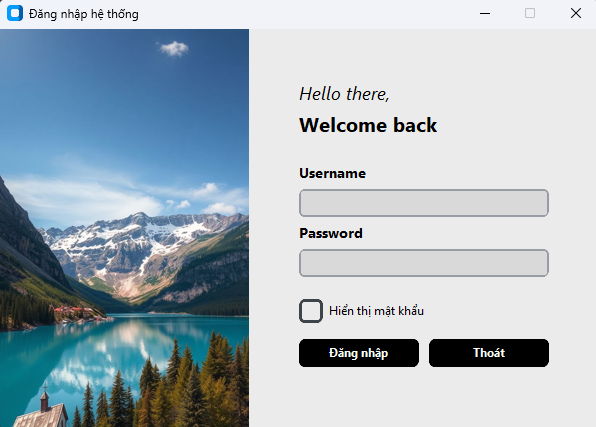 Đăng nhập hệ thống
Hello there,
Welcome back
Username
Password
Hiển thị mật khẩu
Đăng nhập
Thoát